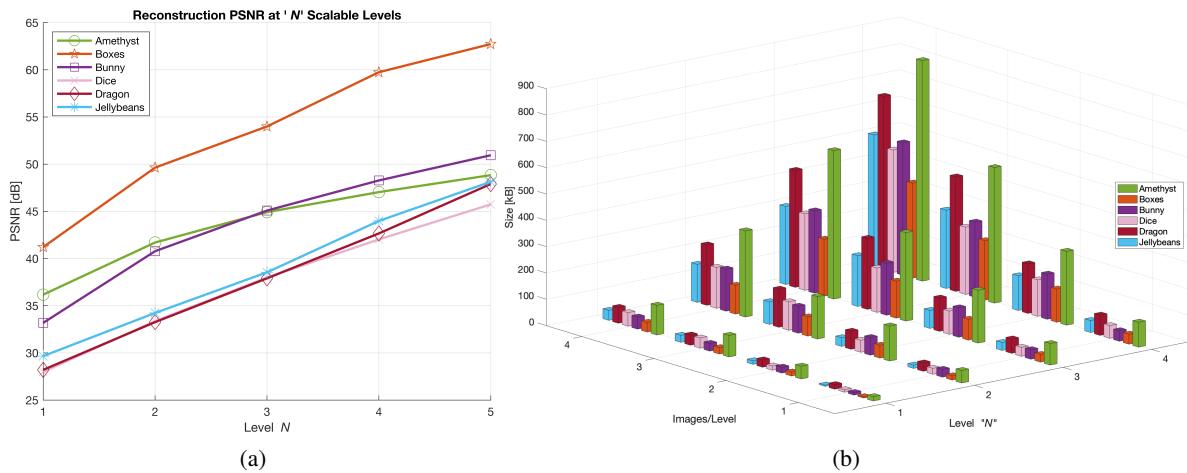 Reconstruction PSNR at ' N' Scalable Levels
65
60
55
50
45
40
35
30
25
PSNR [dB]
Amethyst
Boxes
Bunny
Dice
Dragon
Jellybeans
1
2
3
4
5
Level N
(a)
900
800
700
600
500
400
300
200
100
0
Size [kB]
4
3
2
1
Images/Level
1
2
3
4
Level "N"
Amethyst
Boxes
Bunny
Dice
Dragon
Jellybeans
(b)